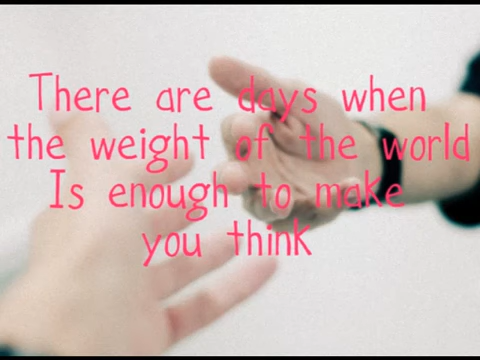 There are days when
the weight of the world
Is enough to make
you think